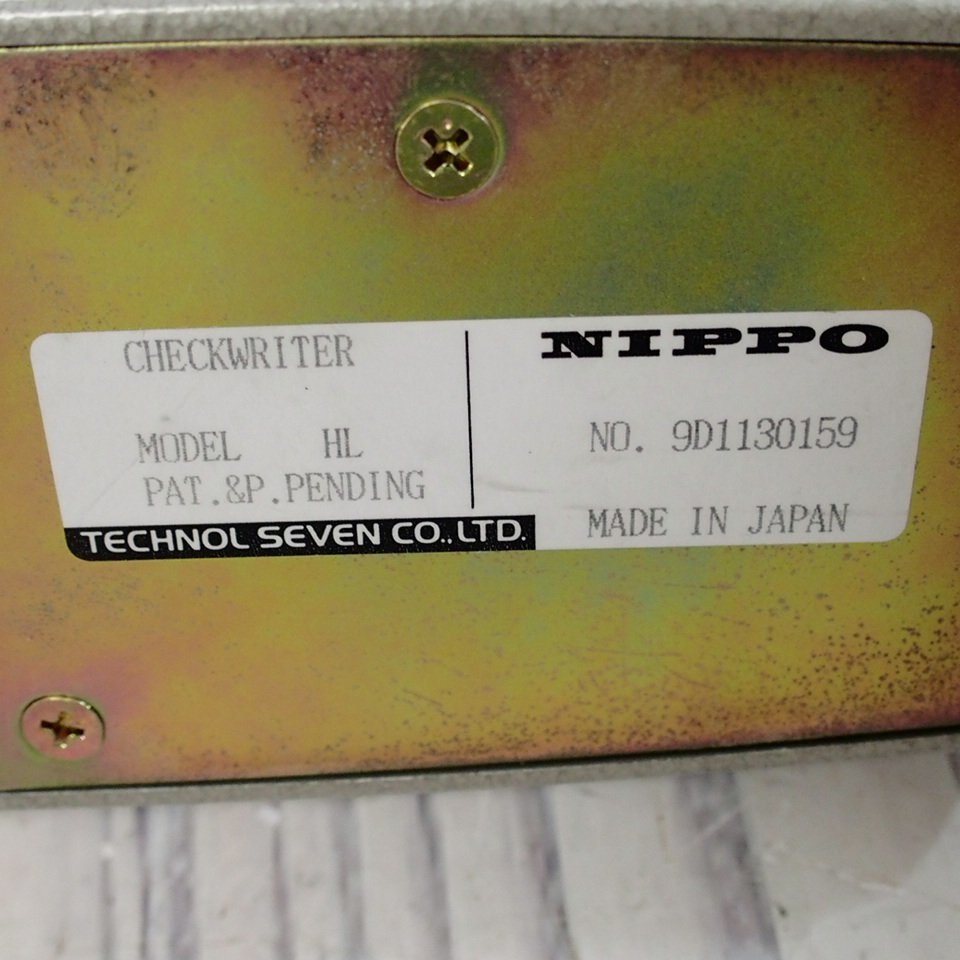 CHECKWRITER
MODEL HL
PAT.&P.PENDING
TECHNOL SEVEN CO.,LTD.
NIPPO
NO. 9D1130159
MADE IN JAPAN